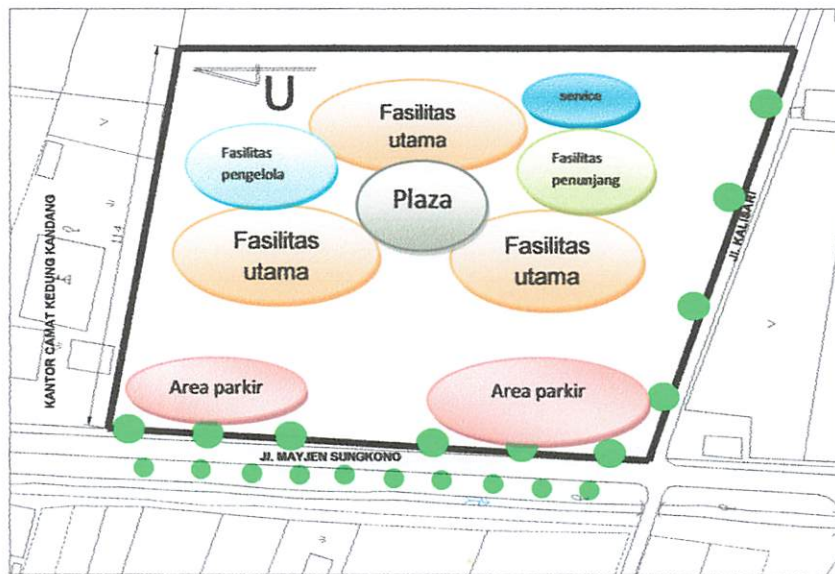 U
Fasilitas
utama
service
Fasilitas
pengelola
Fasilitas
penunjang
Plaza
Fasilitas
utama
Fasilitas
utama
Area parkir
Area parkir
KANTOR CAMAT KEDUNG KANDANG
114
Jl. KALISARI
Jl. MAYJEN SUNGKONO